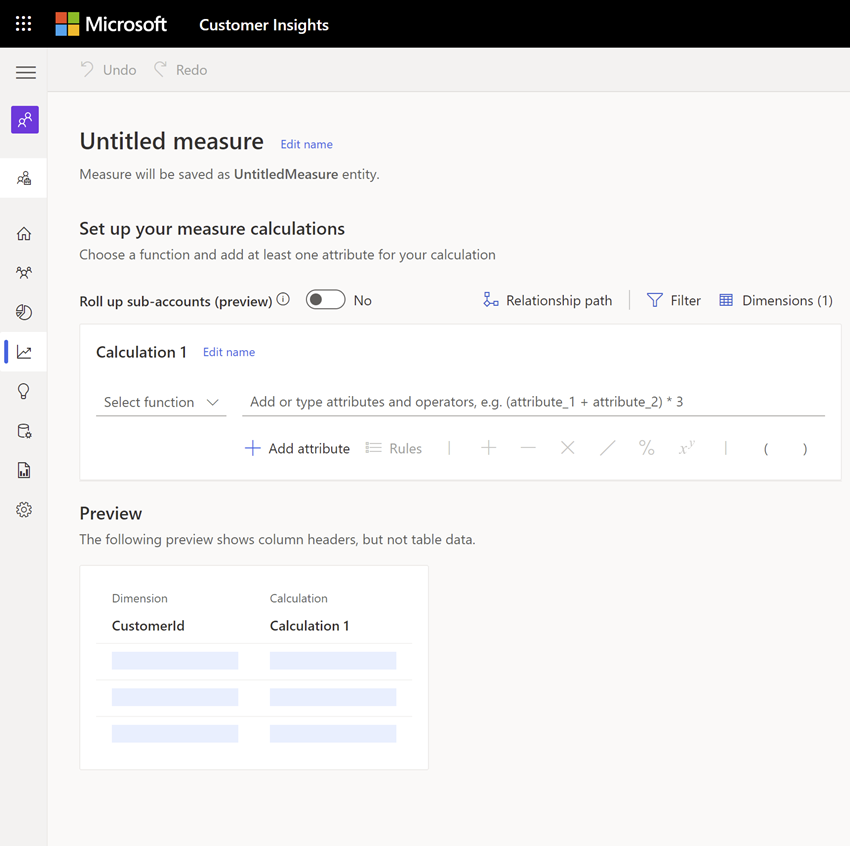 Microsoft Customer Insights
Undo Redo
Untitled measure Edit name
Measure will be saved as UntitledMeasure entity.
Set up your measure calculations
Choose a function and add at least one attribute for your calculation
Roll up sub-accounts (preview) No Relationship path Filter Dimensions (1)
Calculation 1 Edit name
Select function Add or type attributes and operators, e.g. (attribute_1 + attribute_2) * 3
+ Add attribute Rules | + — × / % xʸ | ( )
Preview
The following preview shows column headers, but not table data.
Dimension Calculation
CustomerId Calculation 1